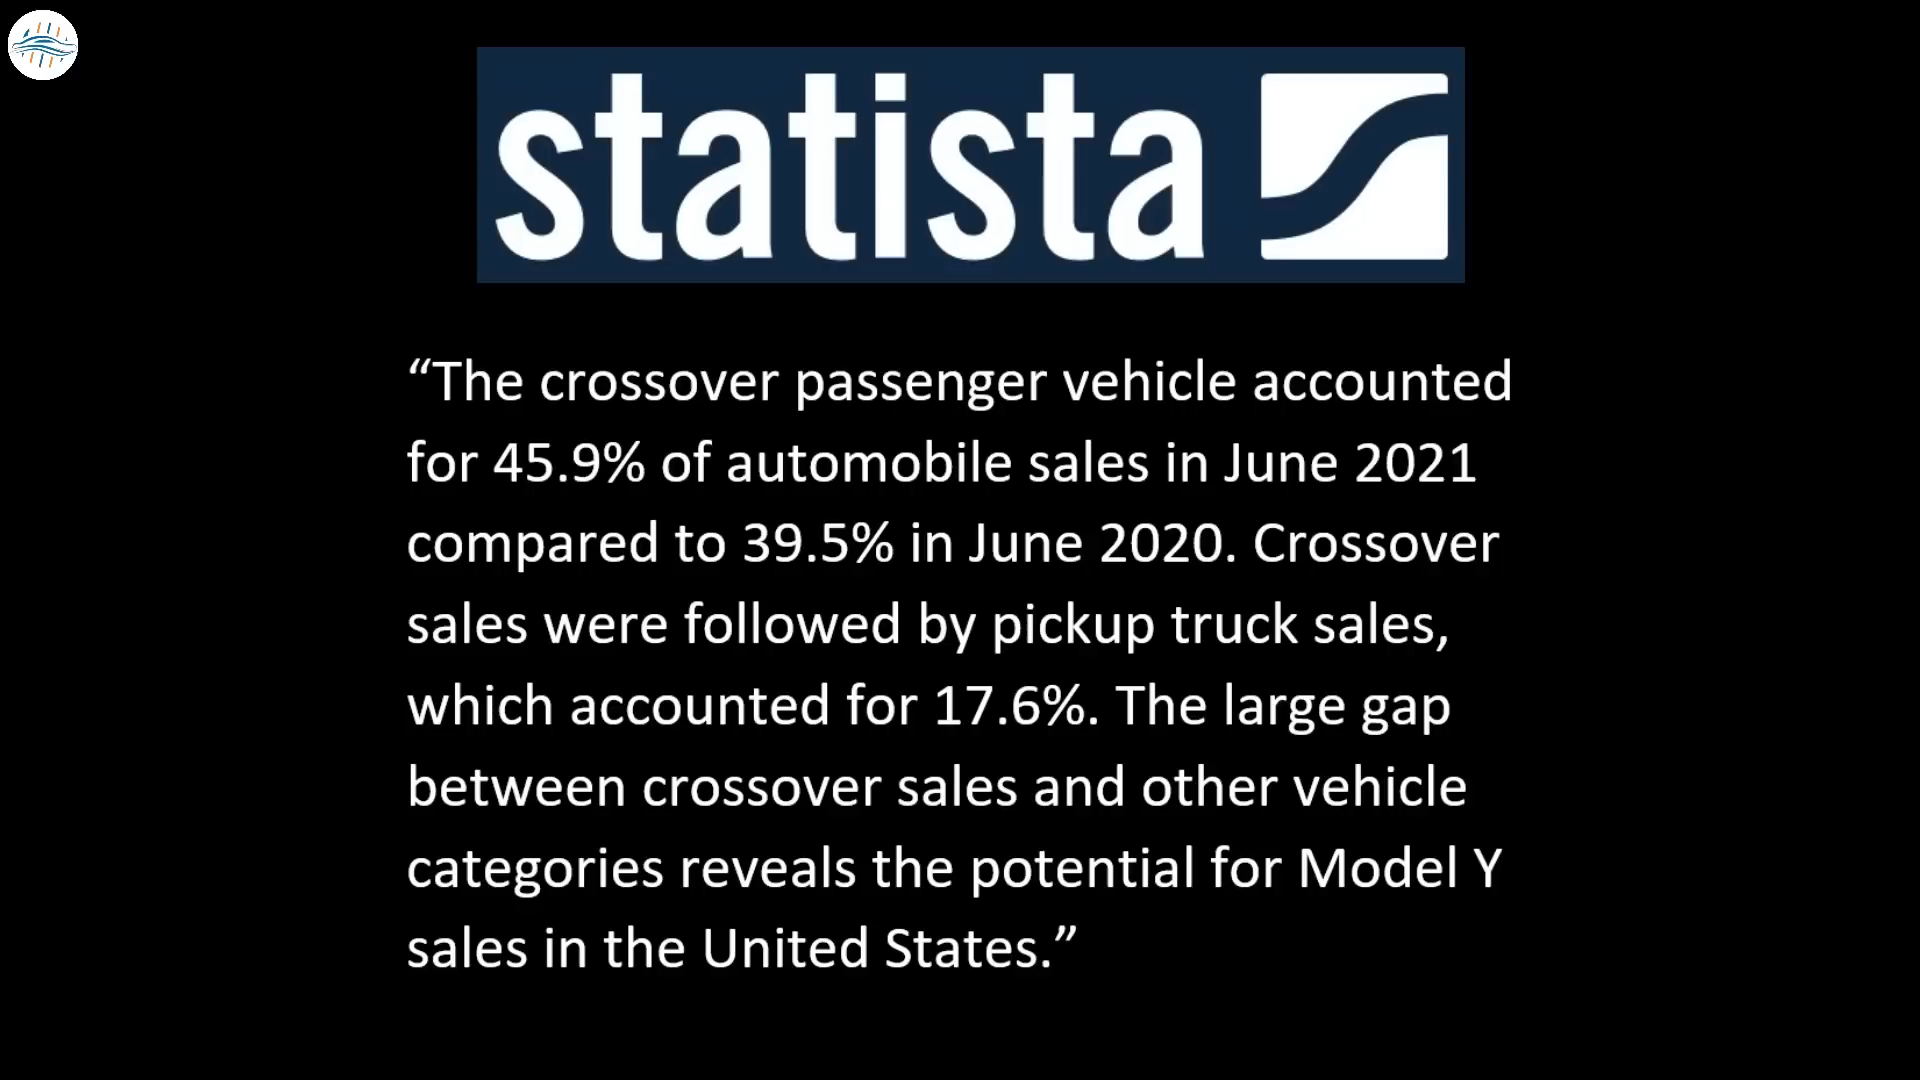 statista
“The crossover passenger vehicle accounted
for 45.9% of automobile sales in June 2021
compared to 39.5% in June 2020. Crossover
sales were followed by pickup truck sales,
which accounted for 17.6%. The large gap
between crossover sales and other vehicle
categories reveals the potential for Model Y
sales in the United States.”